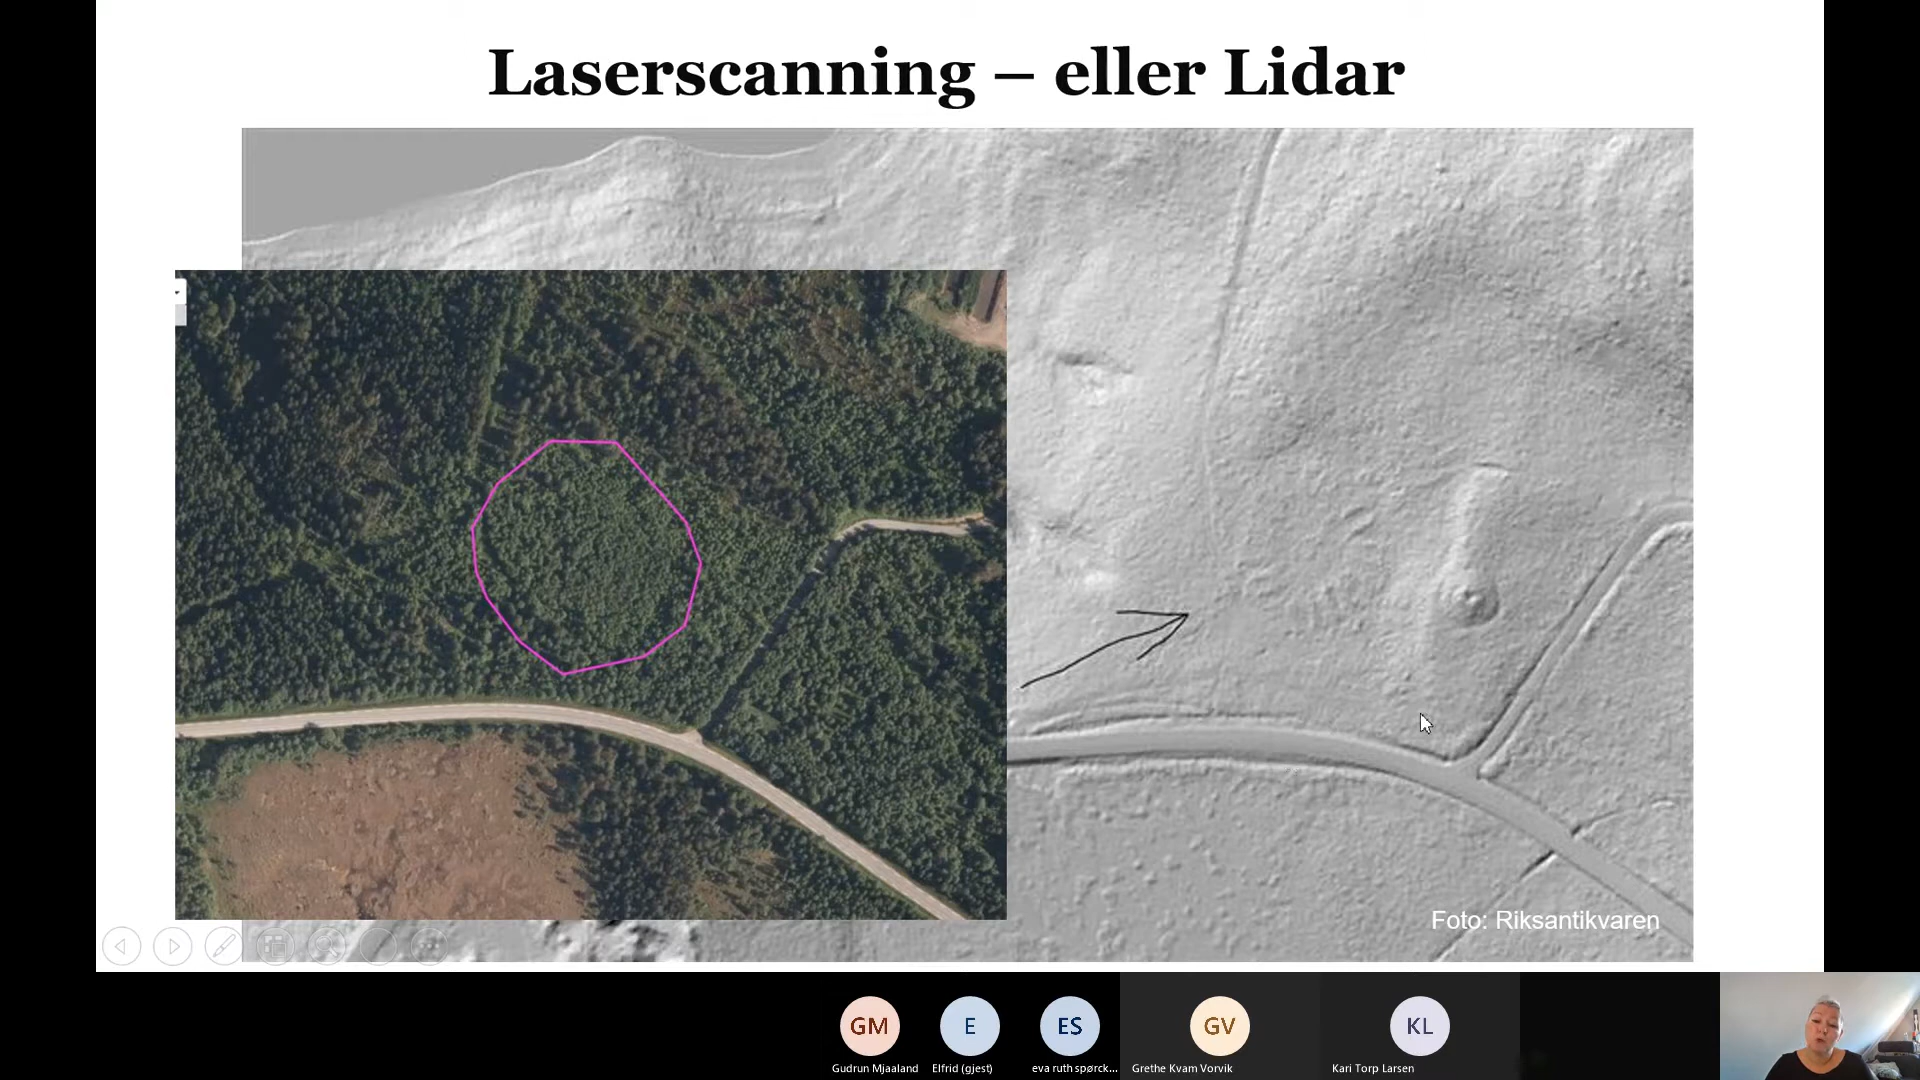 Laserscanning – eller Lidar
Foto: Riksantikvaren
GM
E
ES
GV
KL
Gudrun Mjaaland
Elfrid (gjest)
eva ruth spørck...
Grethe Kvam Vorvik
Kari Torp Larsen